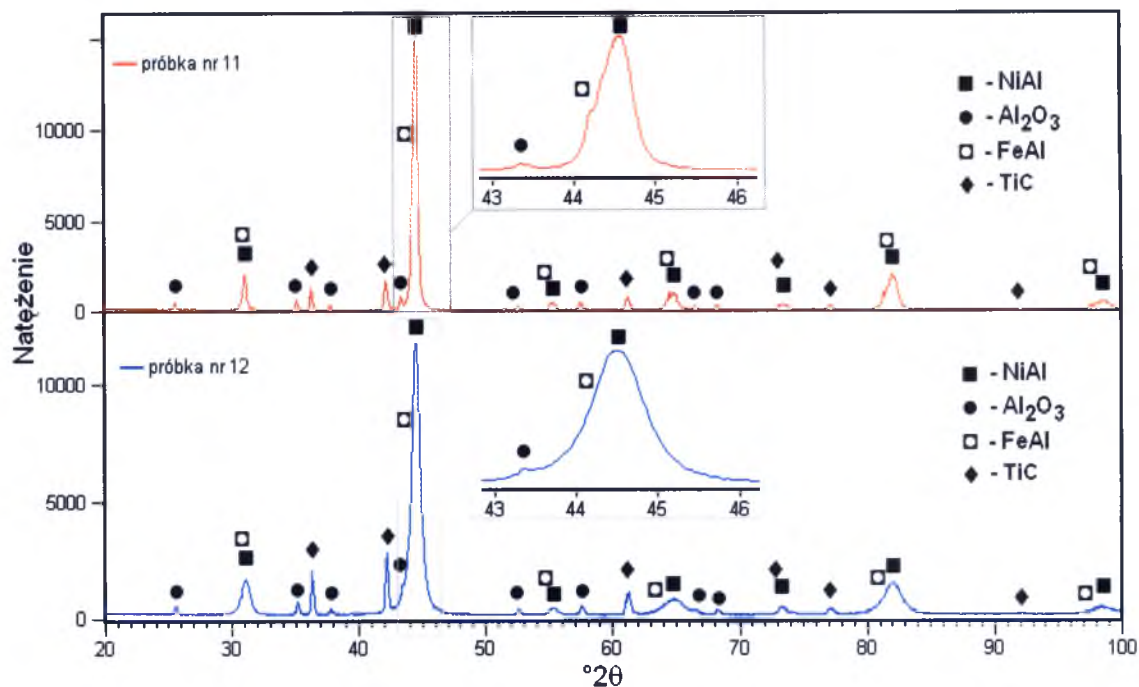 próbka nr 11
- NiAl
- Al2O3
- FeAl
- TiC
43 44 45 46
10000
5000
0
Natężenie
próbka nr 12
- NiAl
- Al2O3
- FeAl
- TiC
43 44 45 46
10000
5000
0
20 30 40 50 60 70 80 90 100
°2θ